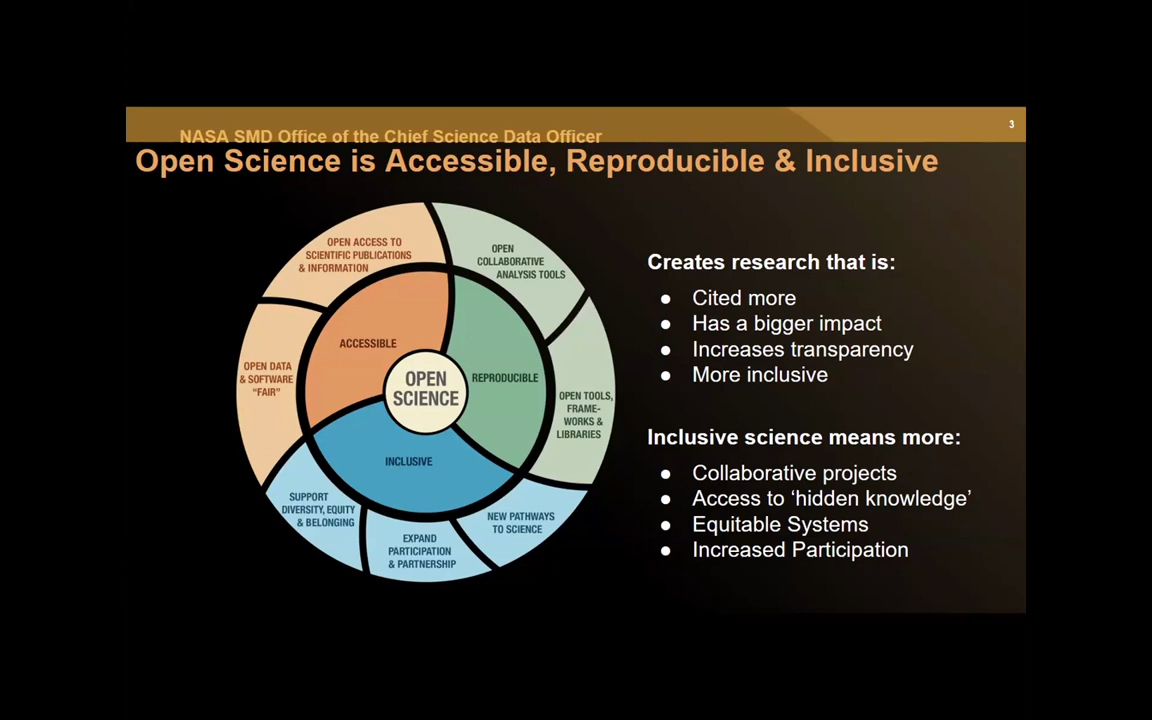 3
NASA SMD Office of the Chief Science Data Officer
Open Science is Accessible, Reproducible & Inclusive
OPEN ACCESS TO
SCIENTIFIC PUBLICATIONS
& INFORMATION
OPEN
COLLABORATIVE
ANALYSIS TOOLS
ACCESSIBLE
OPEN DATA
& SOFTWARE
“FAIR”
OPEN
SCIENCE
REPRODUCIBLE
OPEN TOOLS,
FRAME-
WORKS &
LIBRARIES
INCLUSIVE
SUPPORT
DIVERSITY, EQUITY
& BELONGING
EXPAND
PARTICIPATION
& PARTNERSHIP
NEW PATHWAYS
TO SCIENCE
Creates research that is:
● Cited more
● Has a bigger impact
● Increases transparency
● More inclusive
Inclusive science means more:
● Collaborative projects
● Access to ‘hidden knowledge’
● Equitable Systems
● Increased Participation